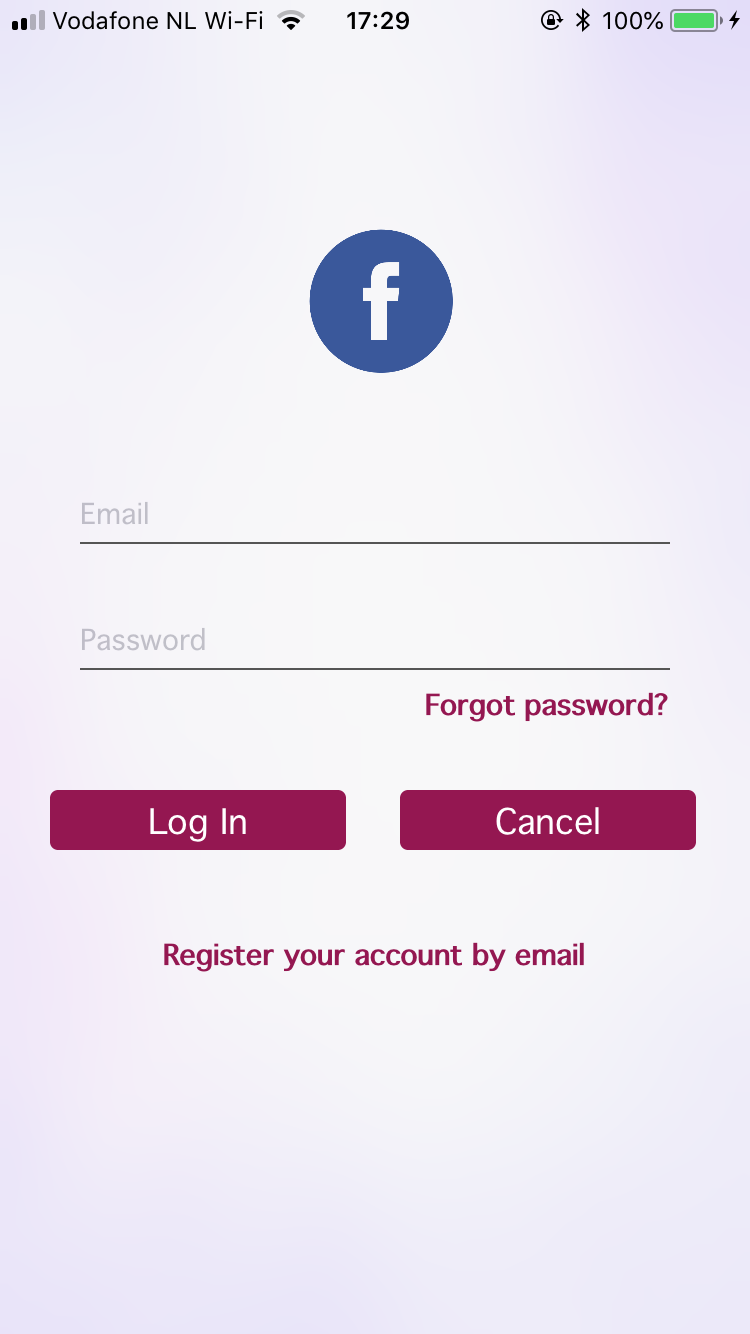 Vodafone NL Wi-Fi 17:29 100%
f
Email
Password
Forgot password?
Log In Cancel
Register your account by email